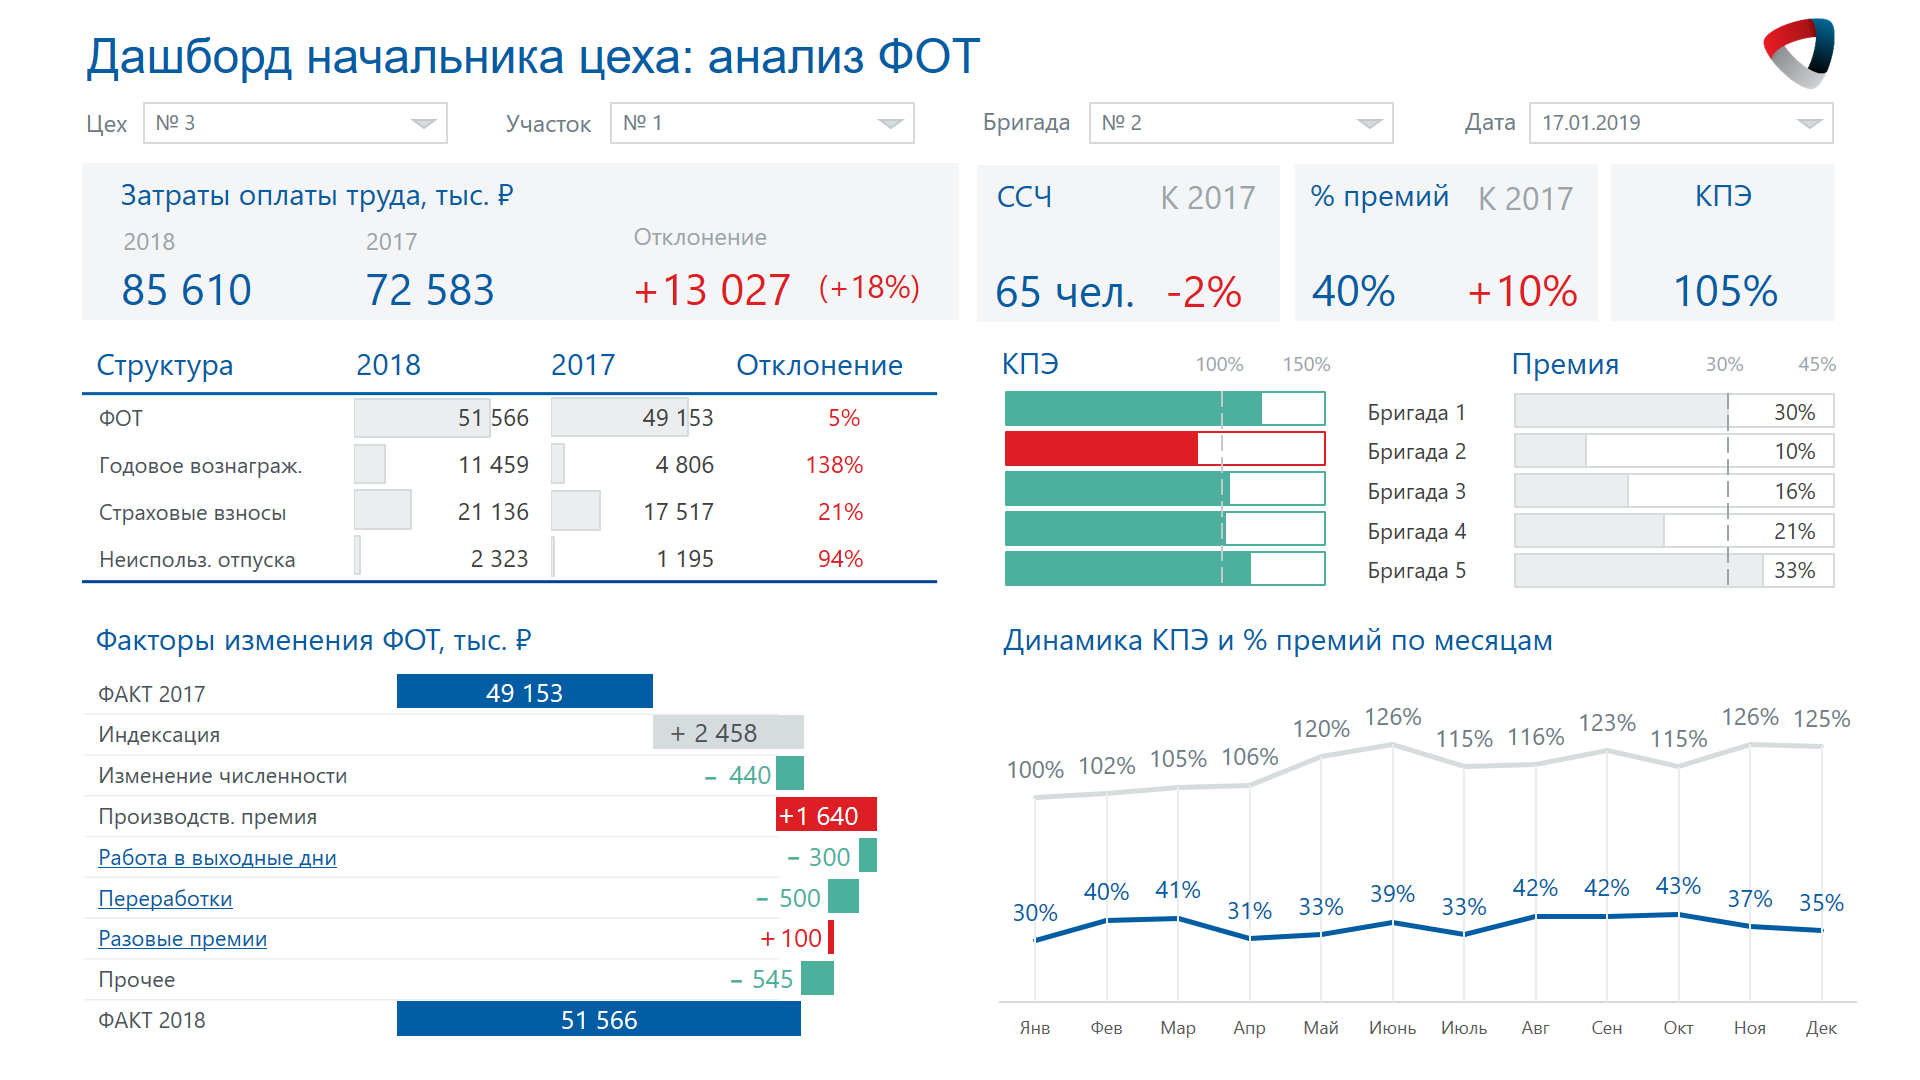 Дашборд начальника цеха: анализ ФОТ
Цех № 3 Участок № 1 Бригада № 2 Дата 17.01.2019
Затраты оплаты труда, тыс. ₽
2018 2017 Отклонение
85 610 72 583 +13 027 (+18%)
ССЧ К 2017
65 чел. -2%
% премий К 2017
40% +10%
КПЭ
105%
Структура 2018 2017 Отклонение
ФОТ 51 566 49 153 5%
Годовое вознаграж. 11 459 4 806 138%
Страховые взносы 21 136 17 517 21%
Неиспольз. отпуска 2 323 1 195 94%
КПЭ 100% 150% Премия 30% 45%
Бригада 1 30%
Бригада 2 10%
Бригада 3 16%
Бригада 4 21%
Бригада 5 33%
Факторы изменения ФОТ, тыс. ₽
ФАКТ 2017 49 153
Индексация + 2 458
Изменение численности – 440
Производств. премия +1 640
Работа в выходные дни – 300
Переработки – 500
Разовые премии + 100
Прочее – 545
ФАКТ 2018 51 566
Динамика КПЭ и % премий по месяцам
100% 102% 105% 106% 120% 126% 115% 116% 123% 115% 126% 125%
30% 40% 41% 31% 33% 39% 33% 42% 42% 43% 37% 35%
Янв Фев Мар Апр Май Июнь Июль Авг Сен Окт Ноя Дек